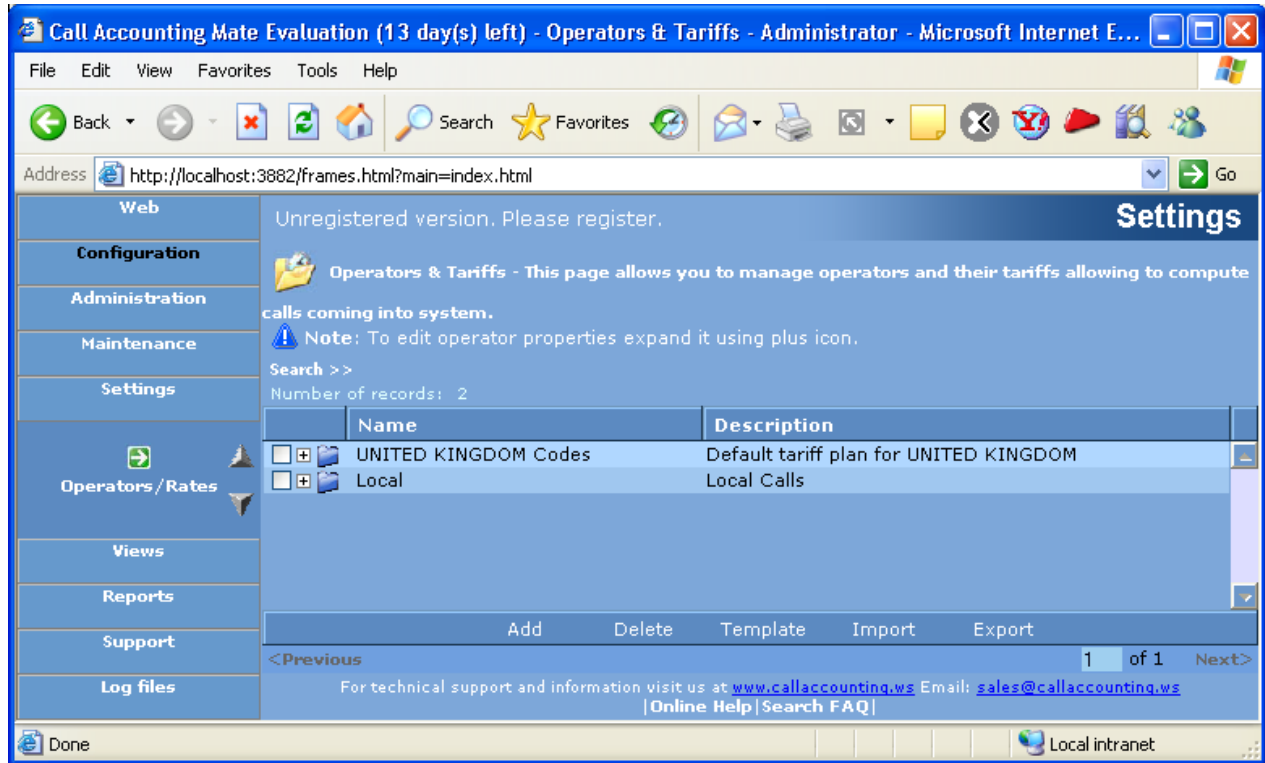 Call Accounting Mate Evaluation (13 day(s) left) - Operators & Tariffs - Administrator - Microsoft Internet E...
File Edit View Favorites Tools Help
Back Search Favorites
Address http://localhost:3882/frames.html?main=index.html Go
Web
Configuration
Administration
Maintenance
Settings
Operators/Rates
Views
Reports
Support
Log files
Unregistered version. Please register. Settings
Operators & Tariffs - This page allows you to manage operators and their tariffs allowing to compute
calls coming into system.
Note: To edit operator properties expand it using plus icon.
Search >>
Number of records: 2
Name Description
UNITED KINGDOM Codes Default tariff plan for UNITED KINGDOM
Local Local Calls
Add Delete Template Import Export
<Previous 1 of 1 Next>
For technical support and information visit us at www.callaccounting.ws Email: sales@callaccounting.ws
|Online Help|Search FAQ|
Done Local intranet